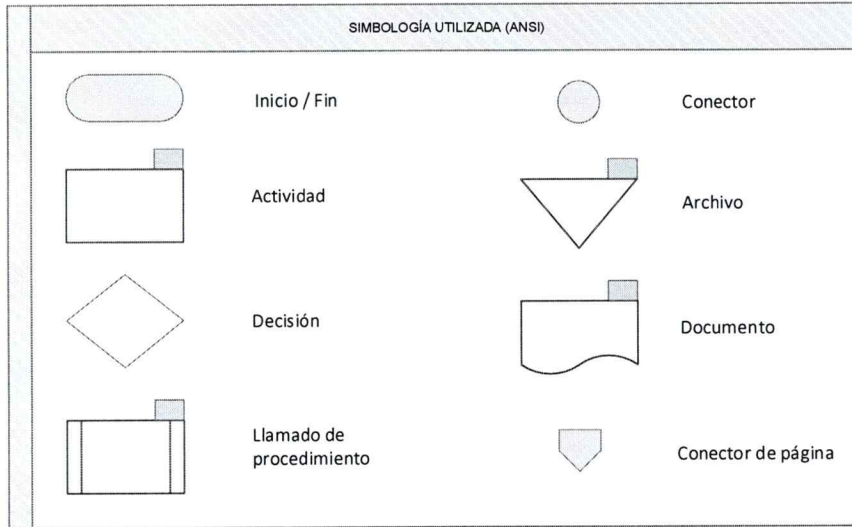 SIMBOLOGÍA UTILIZADA (ANSI)
Inicio / Fin
Conector
Actividad
Archivo
Decisión
Documento
Llamado de
procedimiento
Conector de página